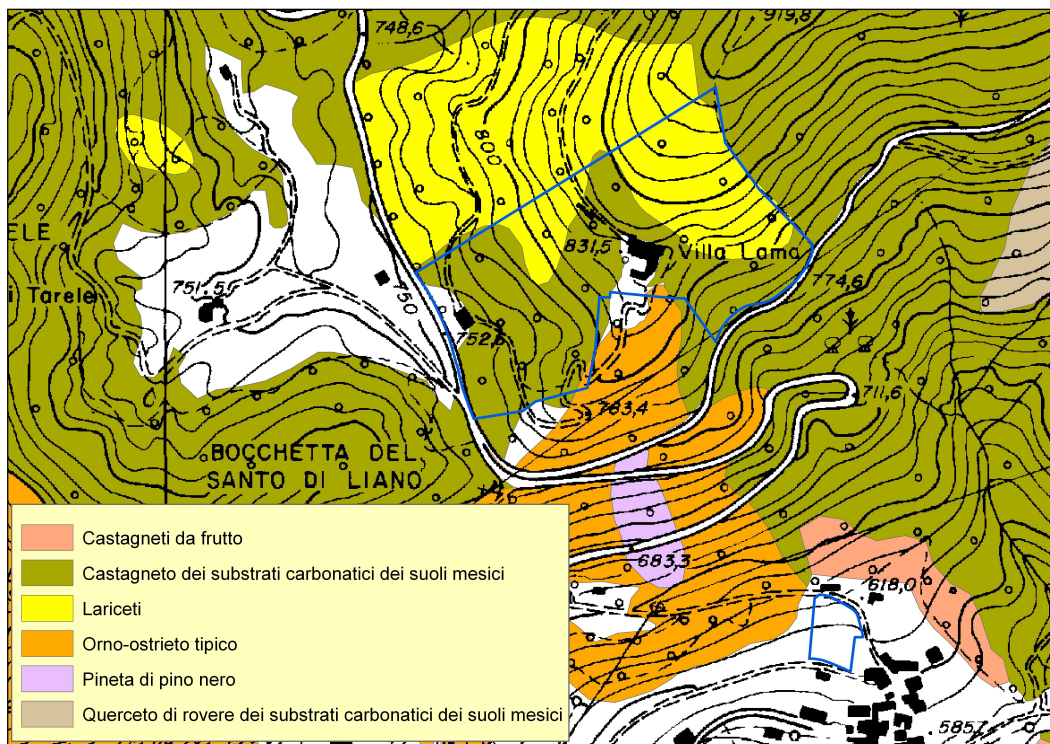 748,6
919,8
800
ELE
831,5
Villa Lama
i Tarele
751,5
750
774,6
752,6
711,6
763,4
BOCCHETTA DEL
SANTO DI LIANO
683,3
618,0
585,7
Castagneti da frutto
Castagneto dei substrati carbonatici dei suoli mesici
Lariceti
Orno-ostrieto tipico
Pineta di pino nero
Querceto di rovere dei substrati carbonatici dei suoli mesici